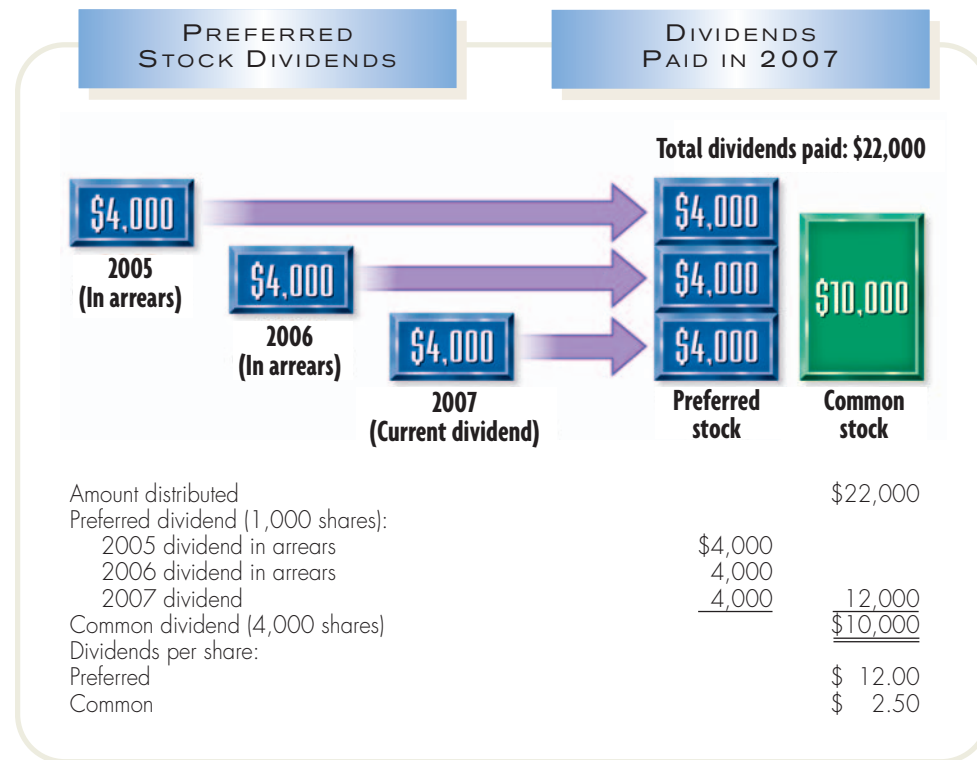 PREFERRED
STOCK DIVIDENDS
DIVIDENDS
PAID IN 2007
Total dividends paid: $22,000
$4,000
2005
(In arrears)
$4,000
2006
(In arrears)
$4,000
2007
(Current dividend)
$4,000
$4,000
$4,000
Preferred
stock
$10,000
Common
stock
Amount distributed $22,000
Preferred dividend (1,000 shares):
2005 dividend in arrears $4,000
2006 dividend in arrears 4,000
2007 dividend 4,000 12,000
Common dividend (4,000 shares) $10,000
Dividends per share:
Preferred $ 12.00
Common $ 2.50